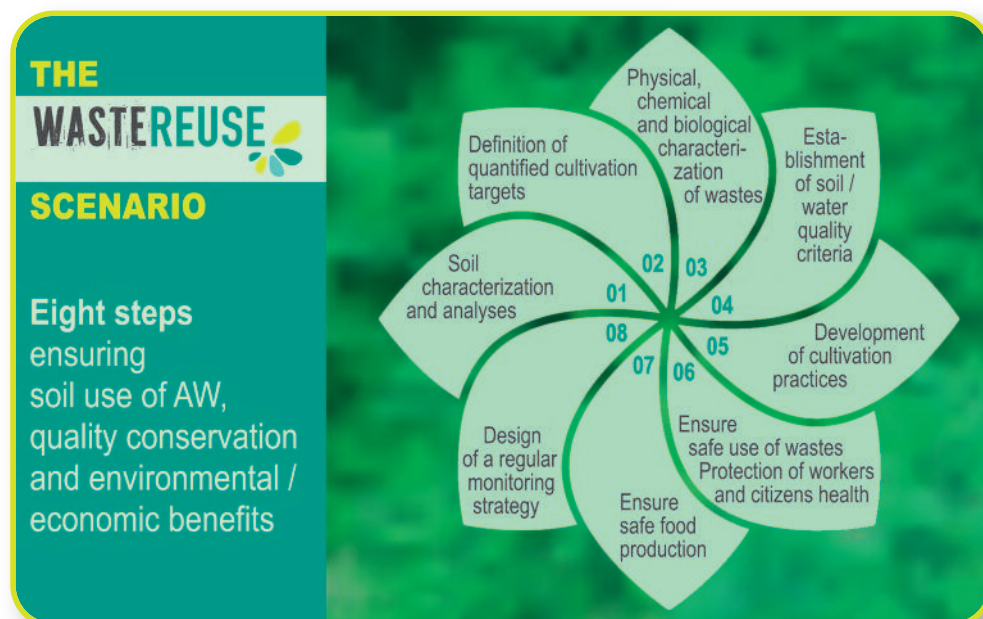 THE
WASTEREUSE
SCENARIO
Eight steps
ensuring
soil use of AW,
quality conservation
and environmental /
economic benefits
01
Soil
characterization
and analyses
02
Definition of
quantified cultivation
targets
03
Physical,
chemical
and biological
characteri-
zation
of wastes
04
Esta-
blishment
of soil /
water
quality
criteria
05
Development
of cultivation
practices
06
Ensure
safe use of wastes
Protection of workers
and citizens health
07
Ensure
safe food
production
08
Design
of a regular
monitoring
strategy